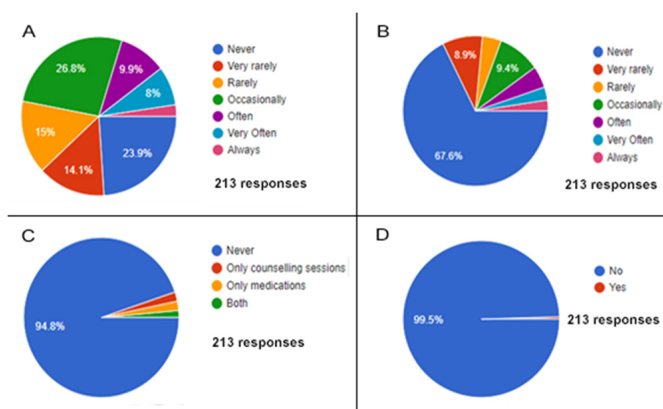 A
26.8%
9.9%
8%
15%
14.1%
23.9%
Never
Very rarely
Rarely
Occasionally
Often
Very Often
Always
213 responses
B
8.9%
9.4%
67.6%
Never
Very rarely
Rarely
Occasionally
Often
Very Often
Always
213 responses
C
94.8%
Never
Only counselling sessions
Only medications
Both
213 responses
D
99.5%
No
Yes
213 responses